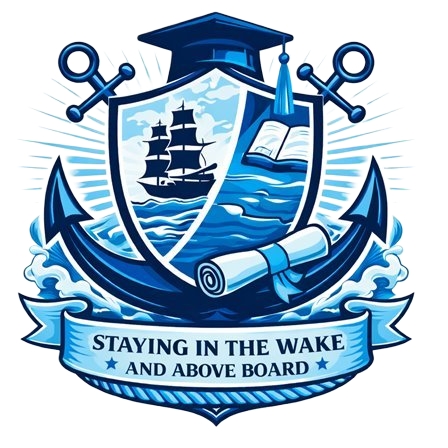 STAYING IN THE WAKE
AND ABOVE BOARD